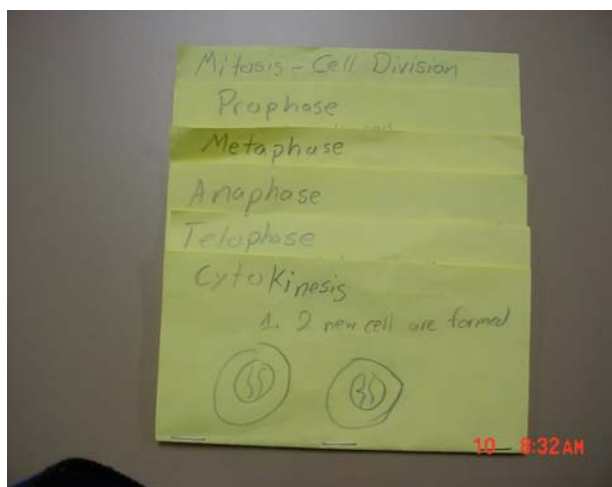 Mitosis - Cell Division
Prophase
Metaphase
Anaphase
Telophase
Cytokinesis
1. 2 new cell are formed
10 8:32AM